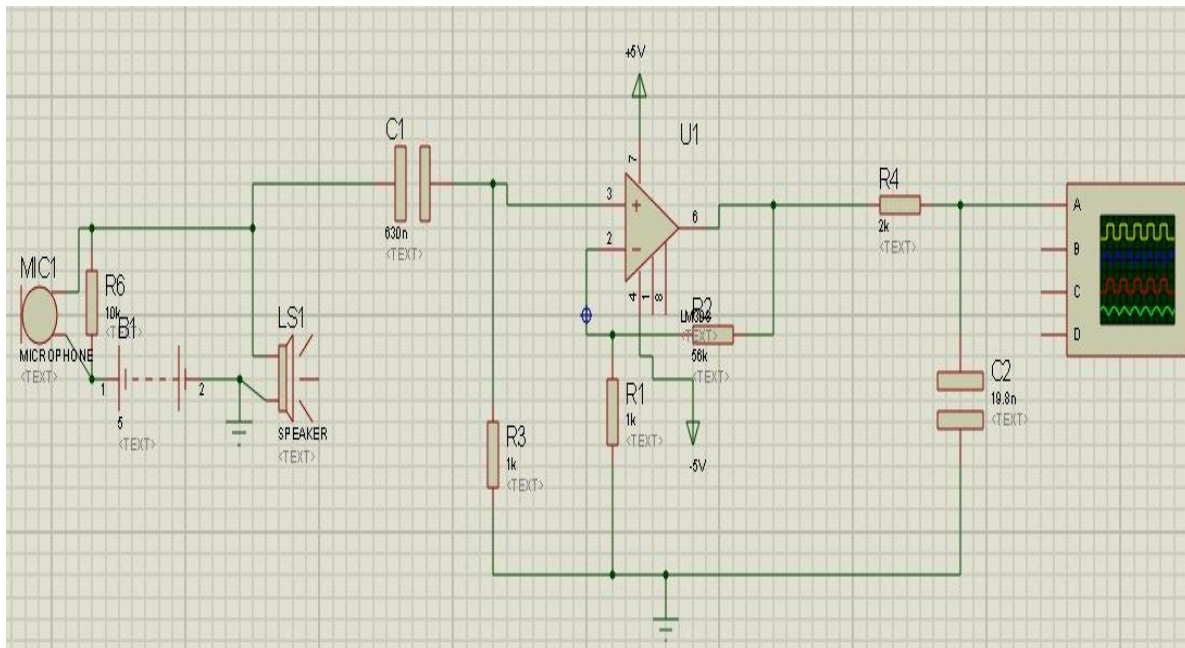 +5V
U1
7
C1
3
2
6
4
1
8
630n
<TEXT>
R4
2k
<TEXT>
A
B
C
D
MIC1
MICROPHONE
<TEXT>
R6
10k
B1
1
2
5
<TEXT>
LS1
SPEAKER
<TEXT>
R3
1k
<TEXT>
R2
56k
<TEXT>
R1
1k
<TEXT>
-5V
C2
19.8n
<TEXT>